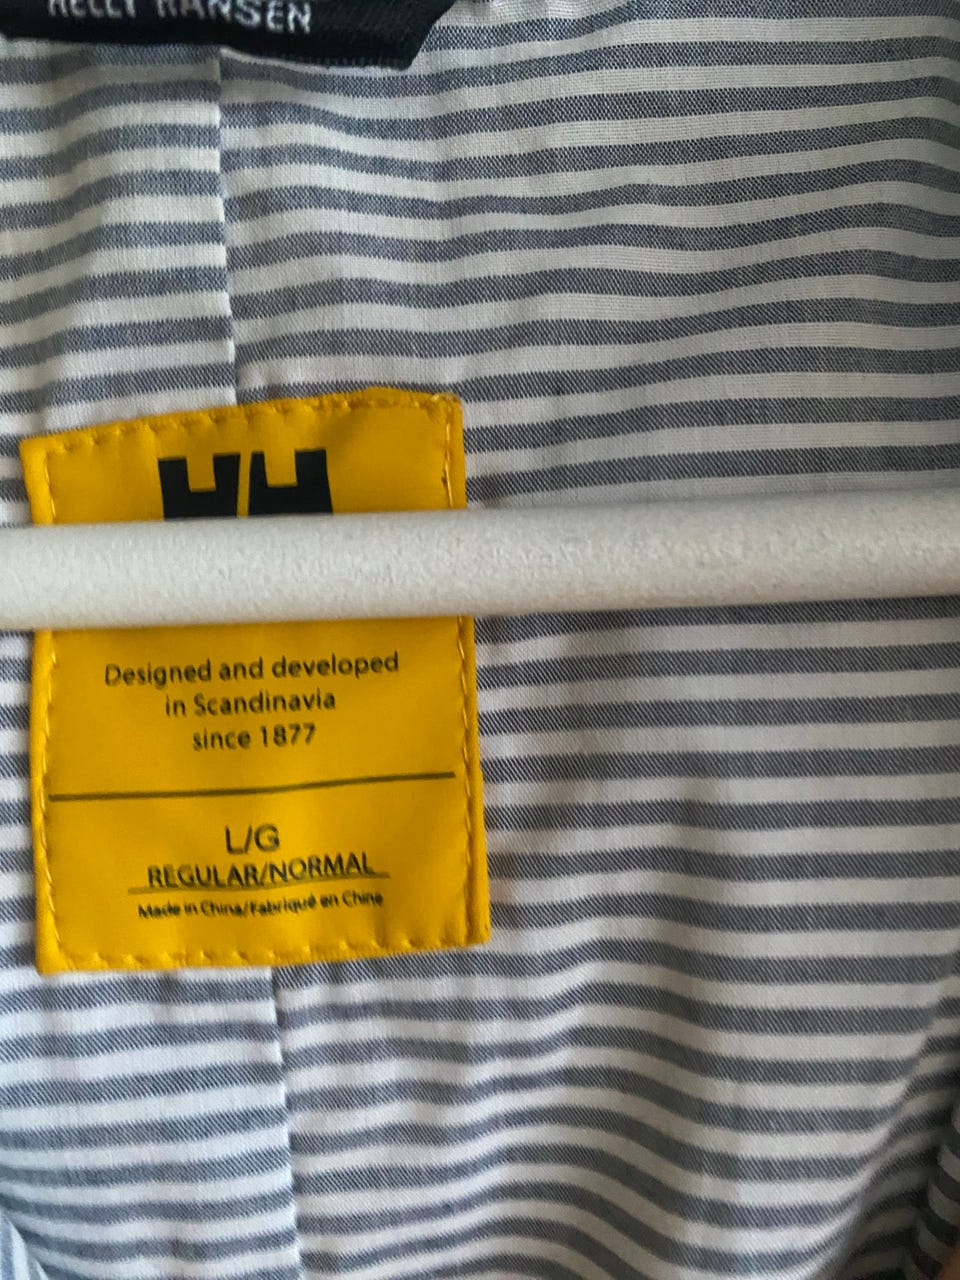 HELLY HANSEN
HH
Designed and developed
in Scandinavia
since 1877
L/G
REGULAR/NORMAL
Made in China/Fabriqué en Chine